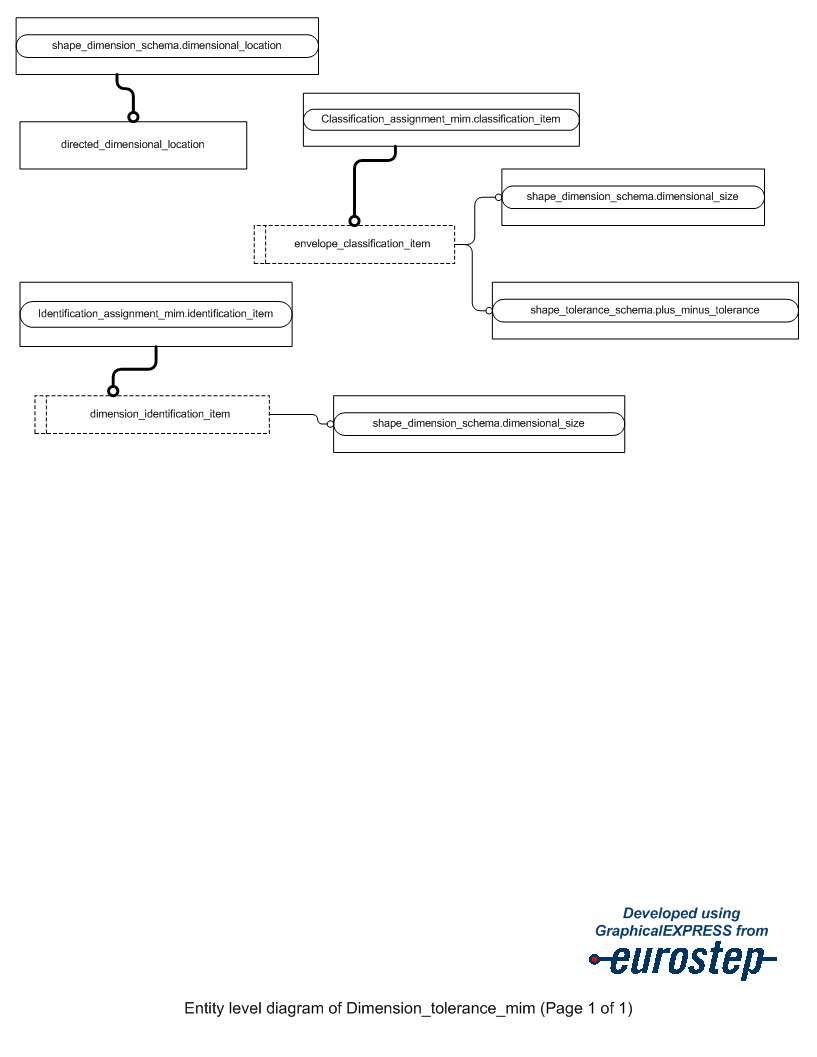 shape_dimension_schema.dimensional_location
directed_dimensional_location
Classification_assignment_mim.classification_item
shape_dimension_schema.dimensional_size
envelope_classification_item
shape_tolerance_schema.plus_minus_tolerance
Identification_assignment_mim.identification_item
dimension_identification_item
shape_dimension_schema.dimensional_size
Developed using
GraphicalEXPRESS from
eurostep
Entity level diagram of Dimension_tolerance_mim (Page 1 of 1)